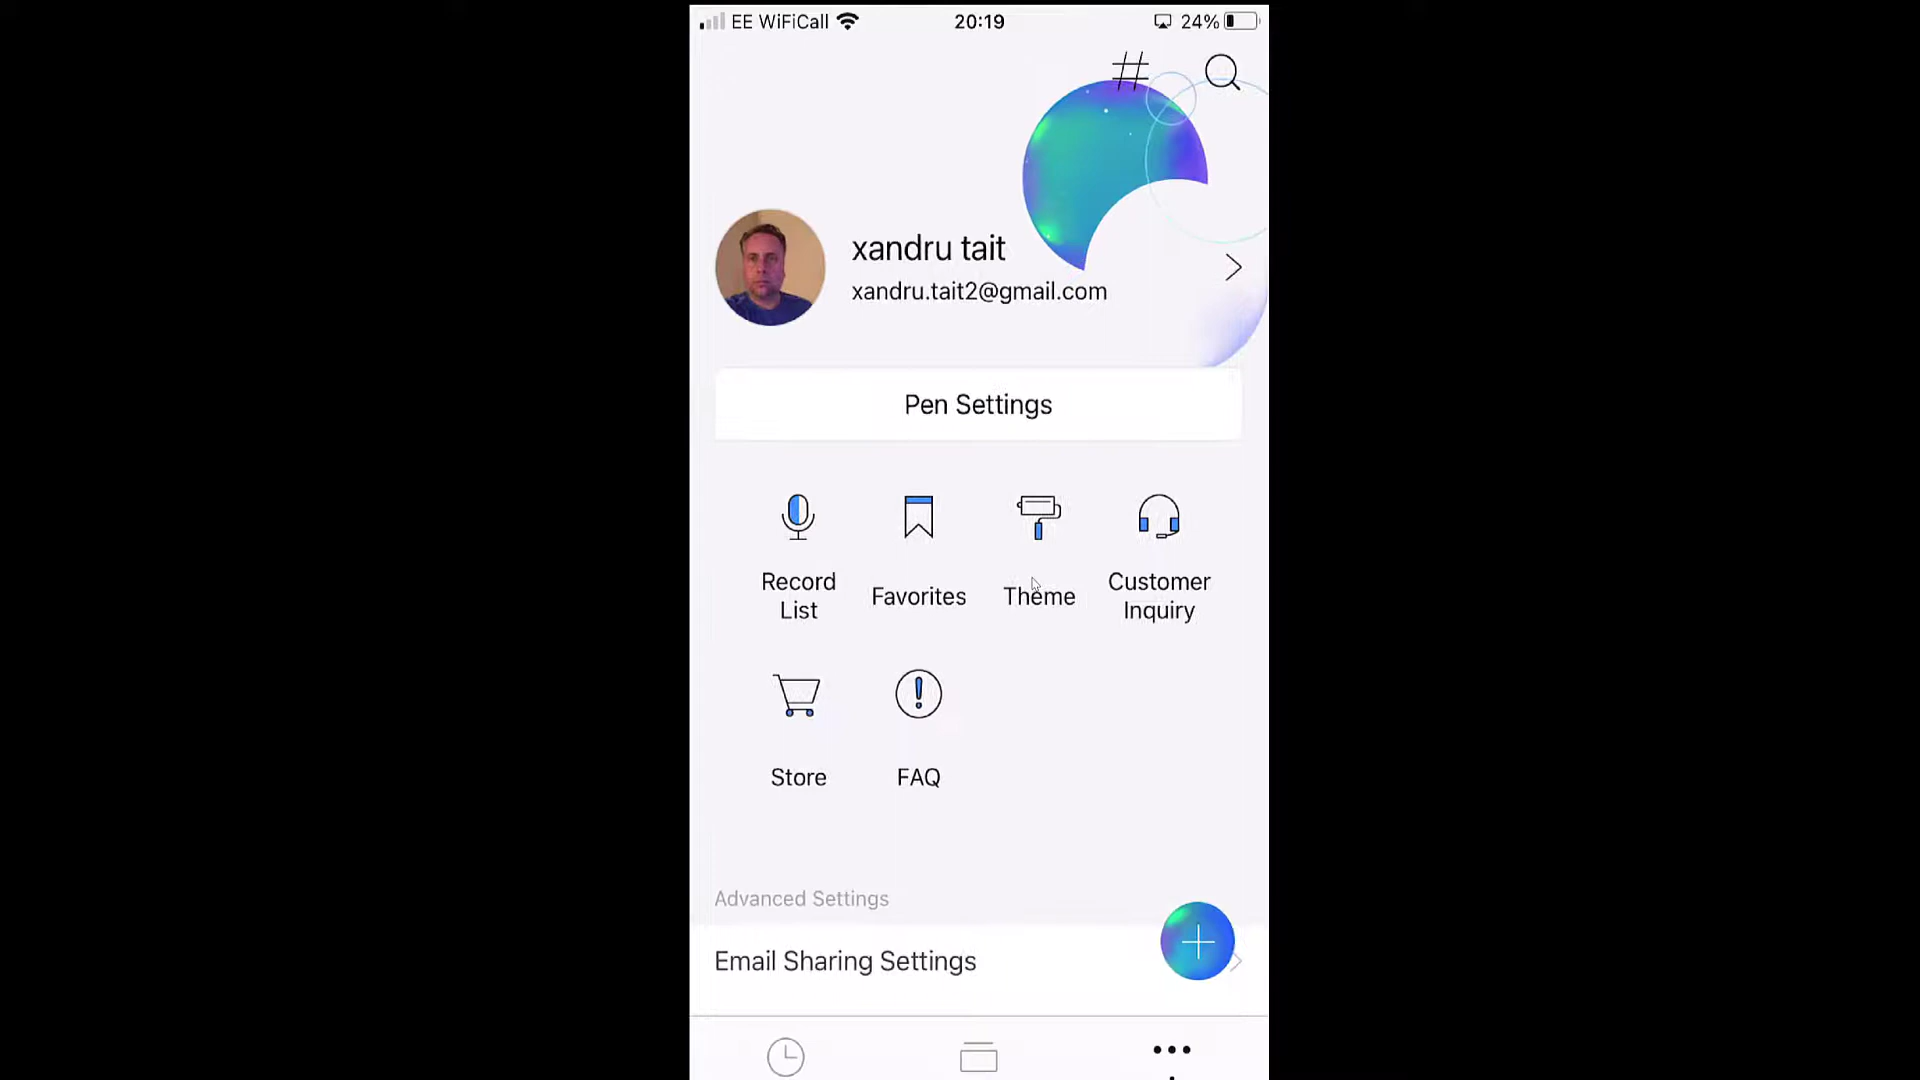 EE WiFiCall 20:19 24%
xandru tait
xandru.tait2@gmail.com
Pen Settings
Record List
Favorites
Theme
Customer Inquiry
Store
FAQ
Advanced Settings
Email Sharing Settings